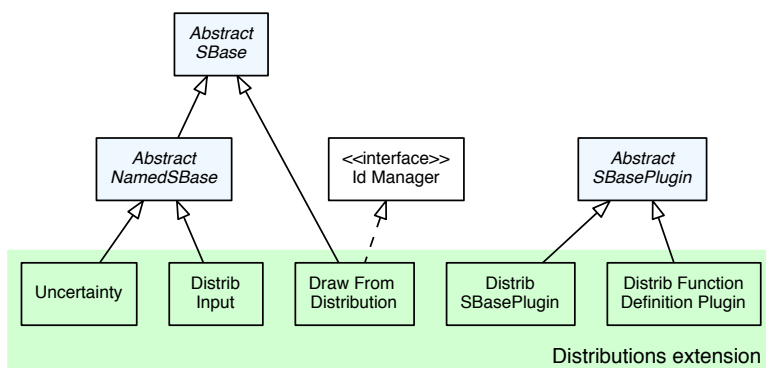 Abstract
SBase
Abstract
NamedSBase
<<interface>>
Id Manager
Abstract
SBasePlugin
Uncertainty
Distrib
Input
Draw From
Distribution
Distrib
SBasePlugin
Distrib Function
Definition Plugin
Distributions extension